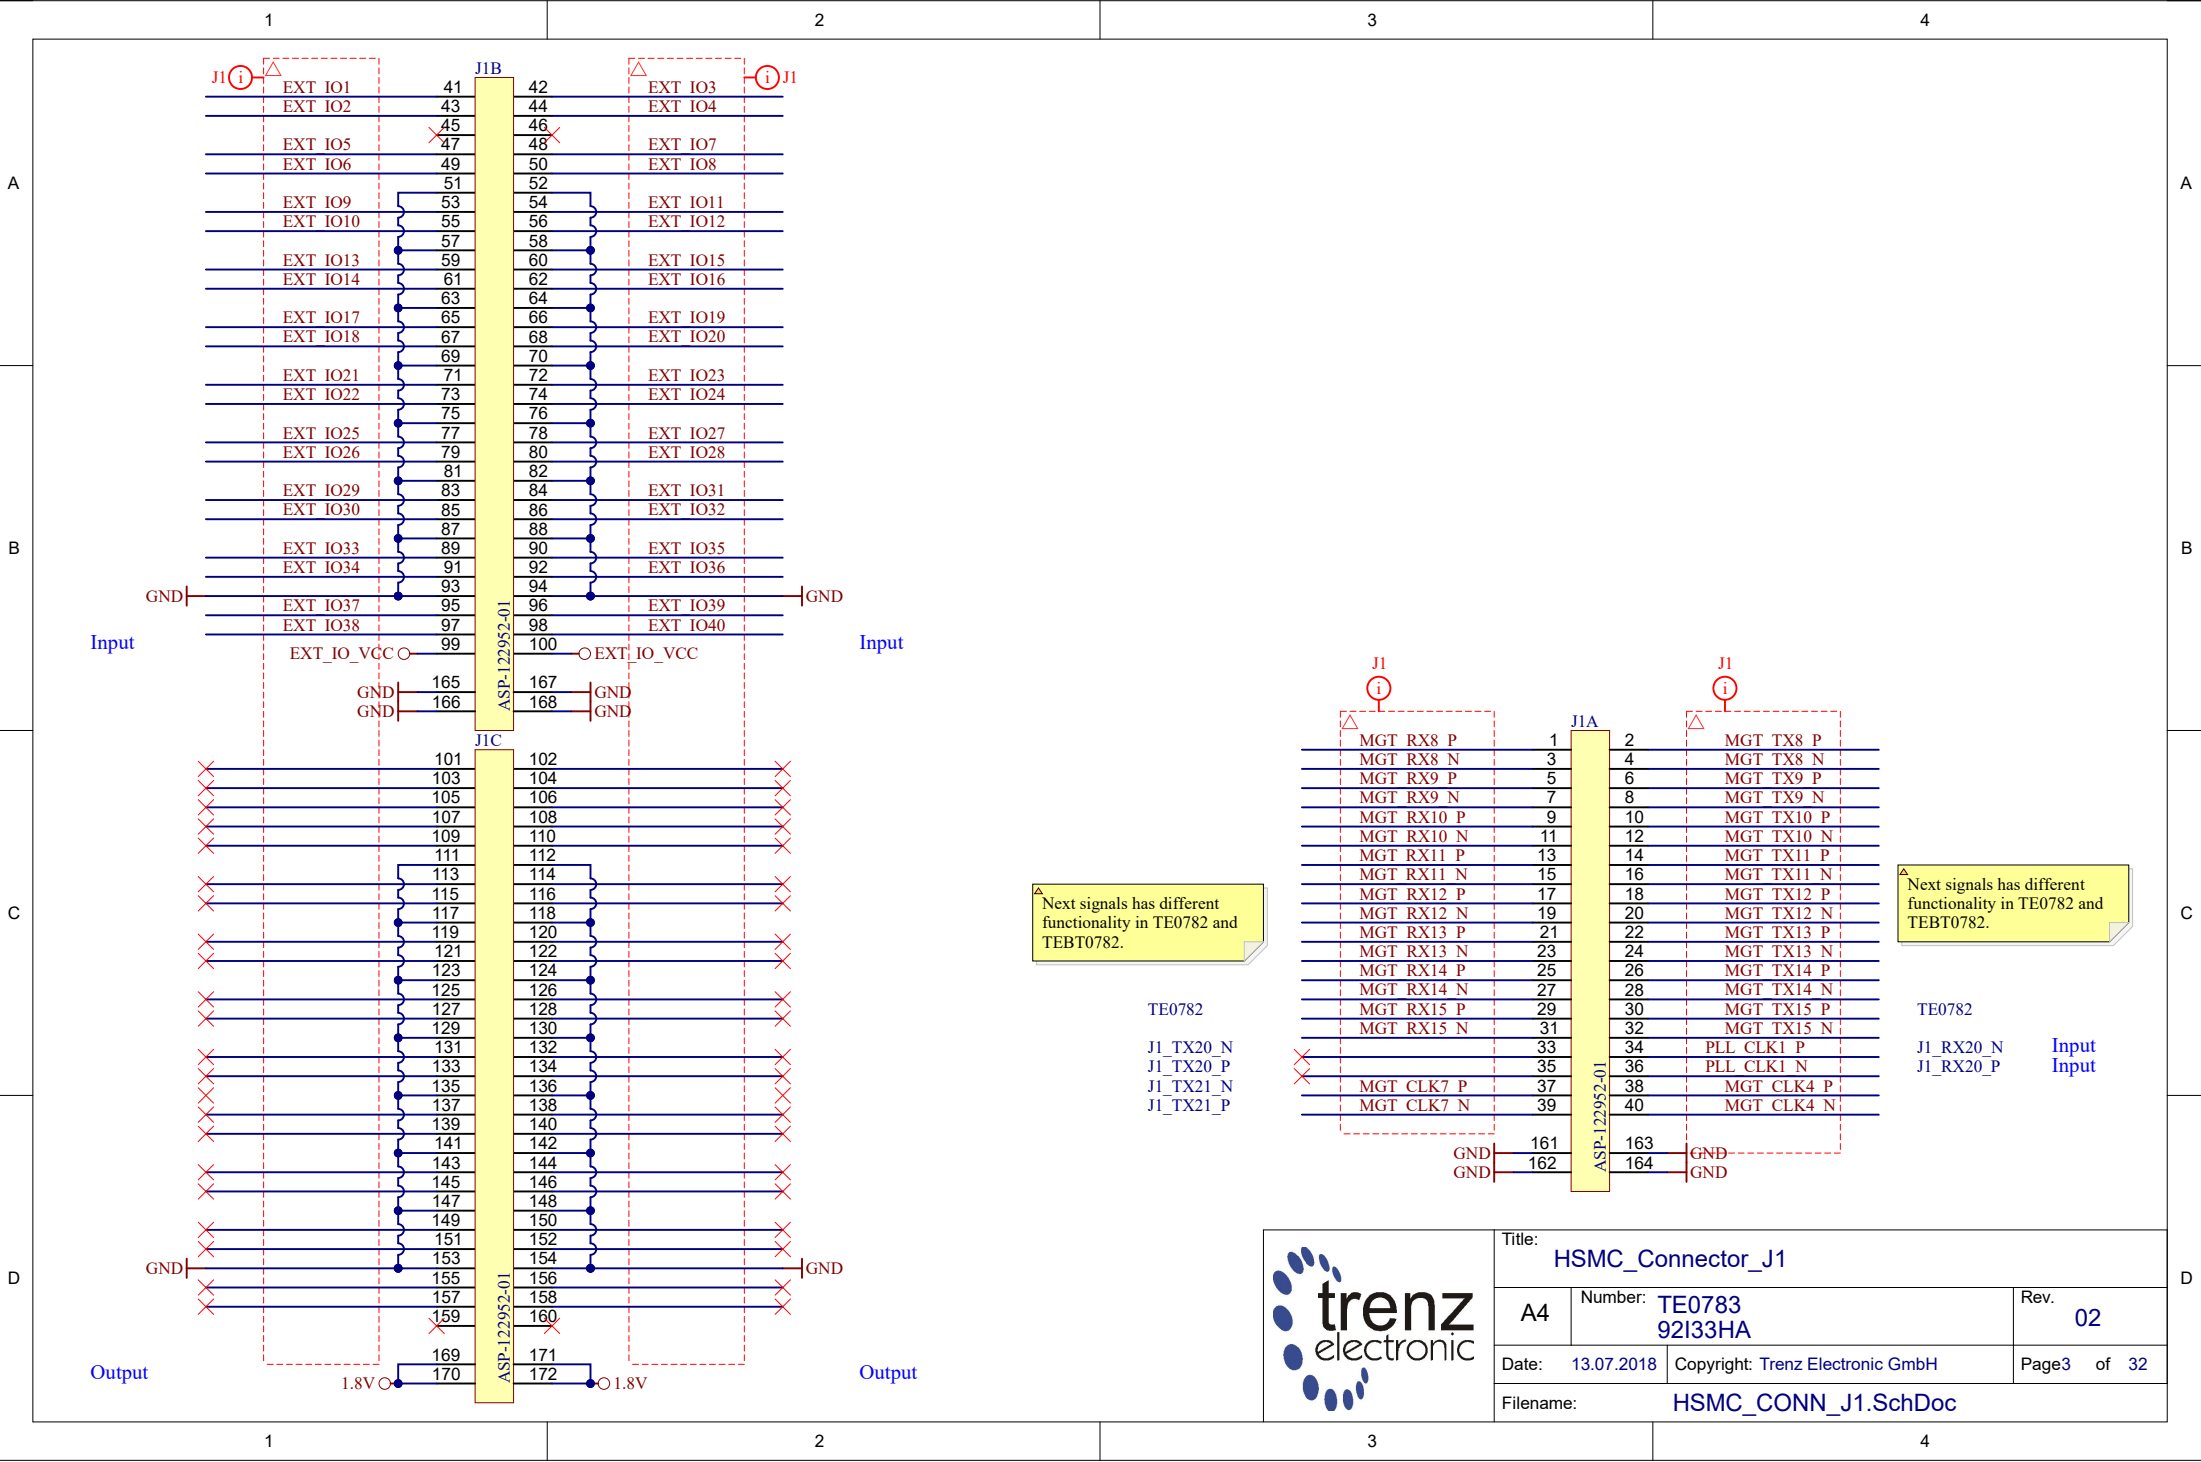 1 2 3 4
J1 i J1B i J1
EXT_IO1 41 42 EXT_IO3
EXT_IO2 43 44 EXT_IO4
45 46
EXT_IO5 47 48 EXT_IO7
EXT_IO6 49 50 EXT_IO8
A 51 52 A
EXT_IO9 53 54 EXT_IO11
EXT_IO10 55 56 EXT_IO12
57 58
EXT_IO13 59 60 EXT_IO15
EXT_IO14 61 62 EXT_IO16
63 64
EXT_IO17 65 66 EXT_IO19
EXT_IO18 67 68 EXT_IO20
69 70
EXT_IO21 71 72 EXT_IO23
EXT_IO22 73 74 EXT_IO24
75 76
EXT_IO25 77 78 EXT_IO27
EXT_IO26 79 80 EXT_IO28
81 82
EXT_IO29 83 84 EXT_IO31
EXT_IO30 85 86 EXT_IO32
87 88
B EXT_IO33 89 90 EXT_IO35 B
EXT_IO34 91 92 EXT_IO36
GND 93 94 GND
EXT_IO37 95 96 EXT_IO39
EXT_IO38 97 98 EXT_IO40
Input Input
EXT_IO_VCC 99 100 EXT_IO_VCC
GND 165 167 GND
GND 166 168 GND
ASP-122952-01
J1C
101 102
103 104
105 106
107 108
109 110
111 112
113 114
115 116
117 118
119 120
121 122
123 124
125 126
127 128
129 130
131 132
133 134
135 136
137 138
139 140
141 142
143 144
145 146
147 148
149 150
151 152
GND 153 154 GND
155 156
157 158
159 160
169 171
Output Output
1.8V 170 172 1.8V
ASP-122952-01
J1 J1
i i
J1A
MGT_RX8_P 1 2 MGT_TX8_P
MGT_RX8_N 3 4 MGT_TX8_N
MGT_RX9_P 5 6 MGT_TX9_P
MGT_RX9_N 7 8 MGT_TX9_N
MGT_RX10_P 9 10 MGT_TX10_P
MGT_RX10_N 11 12 MGT_TX10_N
MGT_RX11_P 13 14 MGT_TX11_P
MGT_RX11_N 15 16 MGT_TX11_N
MGT_RX12_P 17 18 MGT_TX12_P
MGT_RX12_N 19 20 MGT_TX12_N
MGT_RX13_P 21 22 MGT_TX13_P
MGT_RX13_N 23 24 MGT_TX13_N
MGT_RX14_P 25 26 MGT_TX14_P
MGT_RX14_N 27 28 MGT_TX14_N
TE0782 MGT_RX15_P 29 30 MGT_TX15_P TE0782
MGT_RX15_N 31 32 MGT_TX15_N
J1_TX20_N 33 34 PLL_CLK1_P J1_RX20_N Input
J1_TX20_P 35 36 PLL_CLK1_N J1_RX20_P Input
J1_TX21_N MGT_CLK7_P 37 38 MGT_CLK4_P
J1_TX21_P MGT_CLK7_N 39 40 MGT_CLK4_N
GND 161 163 GND
GND 162 164 GND
ASP-122952-01
Next signals has different
functionality in TE0782 and
TEBT0782.
Next signals has different
functionality in TE0782 and
TEBT0782.
C C
D D
trenz
electronic
Title:
HSMC_Connector_J1
A4 Number: TE0783
92I33HA
Rev.
02
Date: 13.07.2018 Copyright: Trenz Electronic GmbH Page3 of 32
Filename: HSMC_CONN_J1.SchDoc
1 2 3 4